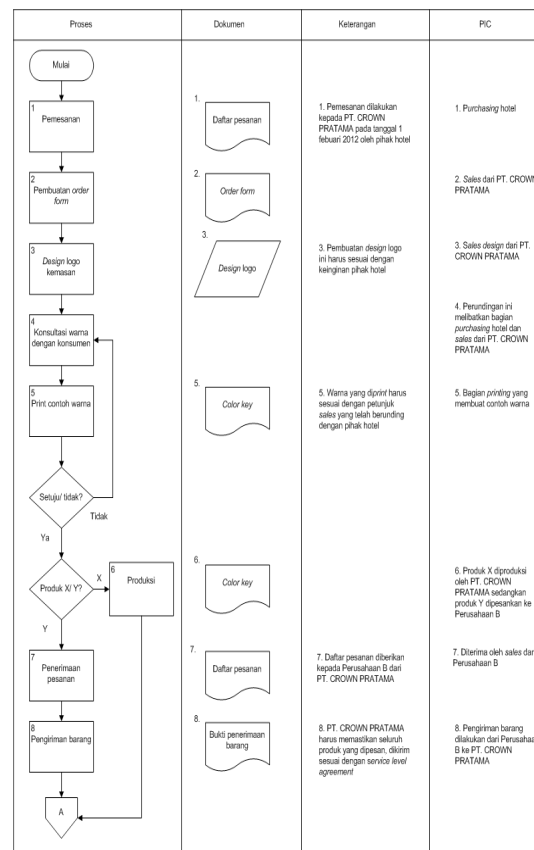 Proses
Dokumen
Keterangan
PIC
Mulai
1
Pemesanan
1.
Daftar pesanan
1. Pemesanan dilakukan
kepada PT. CROWN
PRATAMA pada tanggal 1
febuari 2012 oleh pihak hotel
1. Purchasing hotel
2
Pembuatan order
form
2.
Order form
2. Sales dari PT. CROWN
PRATAMA
3
Design logo
kemasan
3.
Design logo
3. Pembuatan design logo
ini harus sesuai dengan
keinginan pihak hotel
3. Sales design dari PT.
CROWN PRATAMA
4
Konsultasi warna
dengan konsumen
4. Perundingan ini
melibatkan bagian
purchasing hotel dan
sales dari PT. CROWN
PRATAMA
5
Print contoh warna
5.
Color key
5. Warna yang diprint harus
sesuai dengan petunjuk
sales yang telah berunding
dengan pihak hotel
5. Bagian printing yang
membuat contoh warna
Setuju/ tidak?
Tidak
Ya
Produk X/ Y?
X
Y
6
Produksi
6.
Color key
6. Produk X diproduksi
oleh PT. CROWN
PRATAMA sedangkan
produk Y dipesankan ke
Perusahaan B
7
Penerimaan
pesanan
7.
Daftar pesanan
7. Daftar pesanan diberikan
kepada Perusahaan B dari
PT. CROWN PRATAMA
7. Diterima oleh sales dari
Perusahaan B
8
Pengiriman barang
8.
Bukti penerimaan
barang
8. PT. CROWN PRATAMA
harus memastikan seluruh
produk yang dipesan, dikirim
sesuai dengan service level
agreement
8. Pengiriman barang
dilakukan dari Perusahaa
B ke PT. CROWN
PRATAMA
A